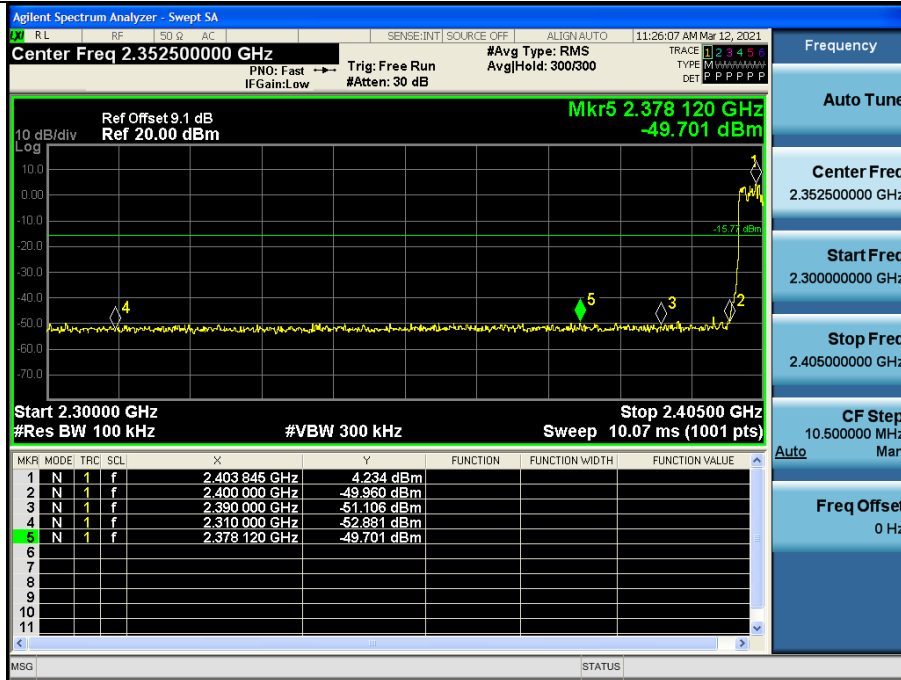 Agilent Spectrum Analyzer - Swept SA
LXI RL RF 50 Ω AC SENSE:INT SOURCE OFF ALIGN AUTO 11:26:07 AM Mar 12, 2021
Center Freq 2.352500000 GHz
#Avg Type: RMS
TRACE 1 2 3 4 5 6
PNO: Fast Trig: Free Run Avg|Hold: 300/300
TYPE M
IFGain:Low #Atten: 30 dB
DET P P P P P P
Mkr5 2.378 120 GHz
-49.701 dBm
Ref Offset 9.1 dB
10 dB/div Ref 20.00 dBm
Log
10.0
0.00
-10.0
-20.0
-30.0
-40.0
-50.0
-60.0
-70.0
1
-15.77 dBm
4
5
3
2
Start 2.30000 GHz Stop 2.40500 GHz
#Res BW 100 kHz #VBW 300 kHz Sweep 10.07 ms (1001 pts)
MKR MODE TRC SCL X Y FUNCTION FUNCTION WIDTH FUNCTION VALUE
1 N 1 f 2.403 845 GHz 4.234 dBm
2 N 1 f 2.400 000 GHz -49.960 dBm
3 N 1 f 2.390 000 GHz -51.106 dBm
4 N 1 f 2.310 000 GHz -52.881 dBm
5 N 1 f 2.378 120 GHz -49.701 dBm
6
7
8
9
10
11
MSG STATUS
Frequency
Auto Tune
Center Freq
2.352500000 GHz
Start Freq
2.300000000 GHz
Stop Freq
2.405000000 GHz
CF Step
10.500000 MHz
Auto Man
Freq Offset
0 Hz